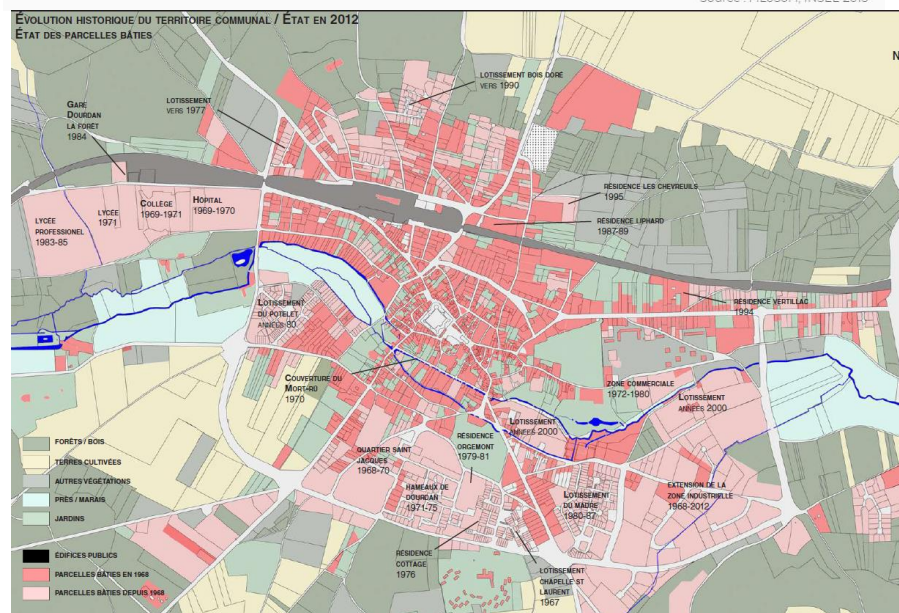 ÉVOLUTION HISTORIQUE DU TERRITOIRE COMMUNAL / ÉTAT EN 2012
ÉTAT DES PARCELLES BÂTIES
N
LOTISSEMENT BOIS DORÉ
VERS 1990
GARE
DOURDAN
LA FORÊT
1984
LOTISSEMENT
VERS 1977
LYCÉE
PROFESSIONEL
1983-85
LYCÉE
1971
COLLÈGE
1969-1971
HÔPITAL
1969-1970
RÉSIDENCE LES CHEVREUILS
1995
RÉSIDENCE LIPHARD
1987-89
LOTISSEMENT
DU POTELET
ANNÉES 80
RÉSIDENCE VERTILLAC
1994
COUVERTURE DU
MORT-RÛ
1970
ZONE COMMERCIALE
1972-1980
LOTISSEMENT
ANNÉES 2000
LOTISSEMENT
ANNÉES 2000
RÉSIDENCE
ORGEMONT
1979-81
QUARTIER SAINT
JACQUES
1968-70
HAMEAUX DE
DOURDAN
1971-75
LOTISSEMENT
DU MADRE
1980-87
EXTENSION DE LA
ZONE INDUSTRIELLE
1968-2012
RÉSIDENCE
COTTAGE
1976
LOTISSEMENT
CHAPELLE ST
LAURENT
1967
FORÊTS / BOIS
TERRES CULTIVÉES
AUTRES VÉGÉTATIONS
PRÈS / MARAIS
JARDINS
ÉDIFICES PUBLICS
PARCELLES BÂTIES EN 1968
PARCELLES BÂTIES DEPUIS 1968